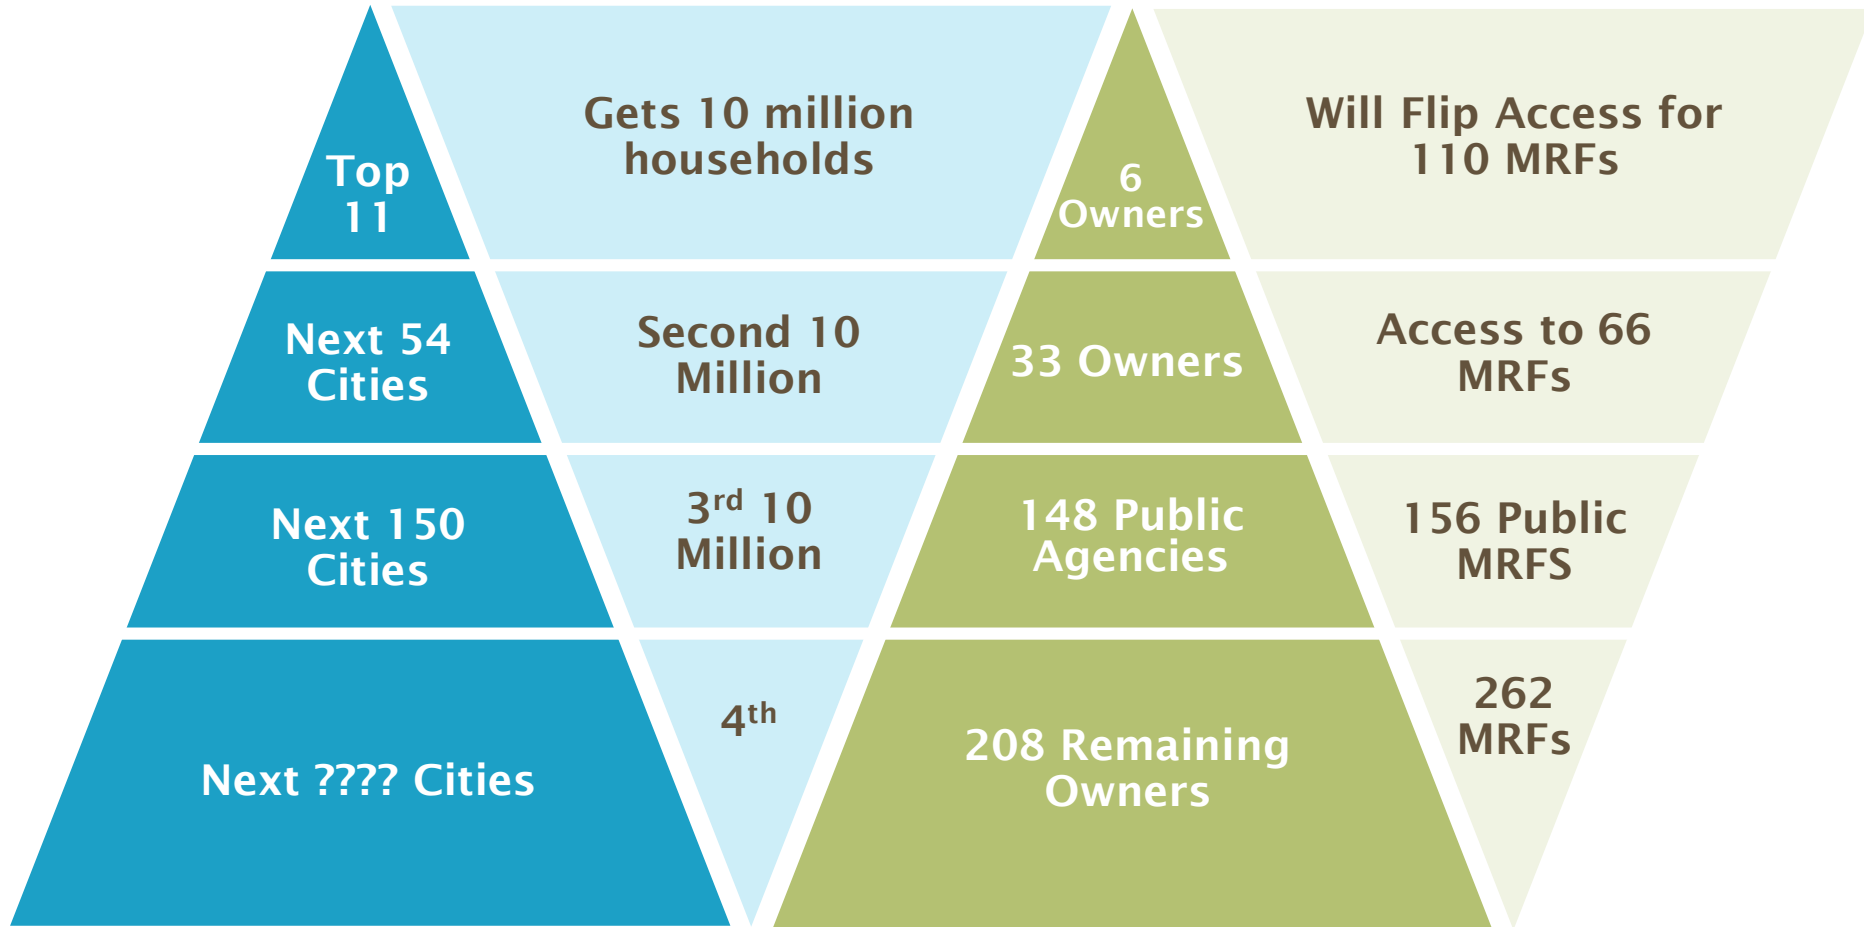 Top
11
Gets 10 million
households
6
Owners
Will Flip Access for
110 MRFs
Next 54
Cities
Second 10
Million
33 Owners
Access to 66
MRFs
Next 150
Cities
3rd 10
Million
148 Public
Agencies
156 Public
MRFS
Next ???? Cities
4th
208 Remaining
Owners
262
MRFs